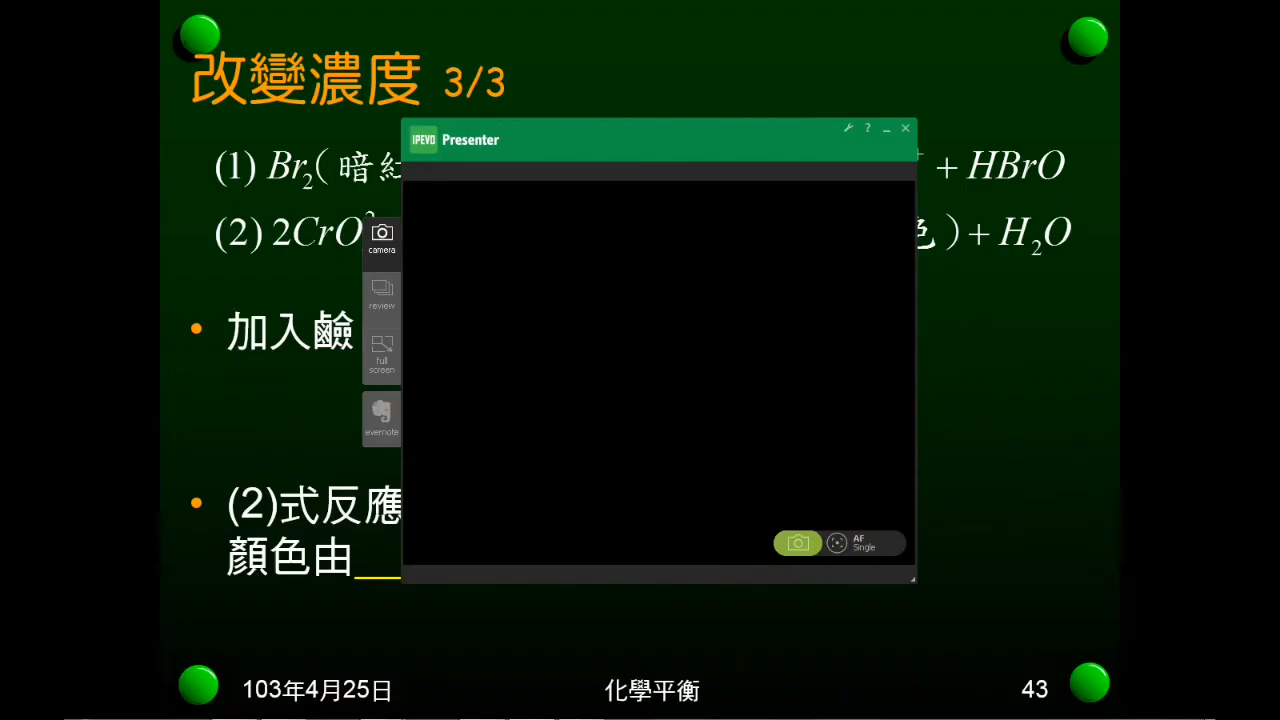 改變濃度 3/3
IPEVO Presenter
(1) Br₂( 暗紅
⁺ + HBrO
(2) 2CrO
色 ) + H₂O
camera
review
full
screen
evernote
• 加入鹼
• (2)式反應
顏色由
AF
Single
103年4月25日
化學平衡
43